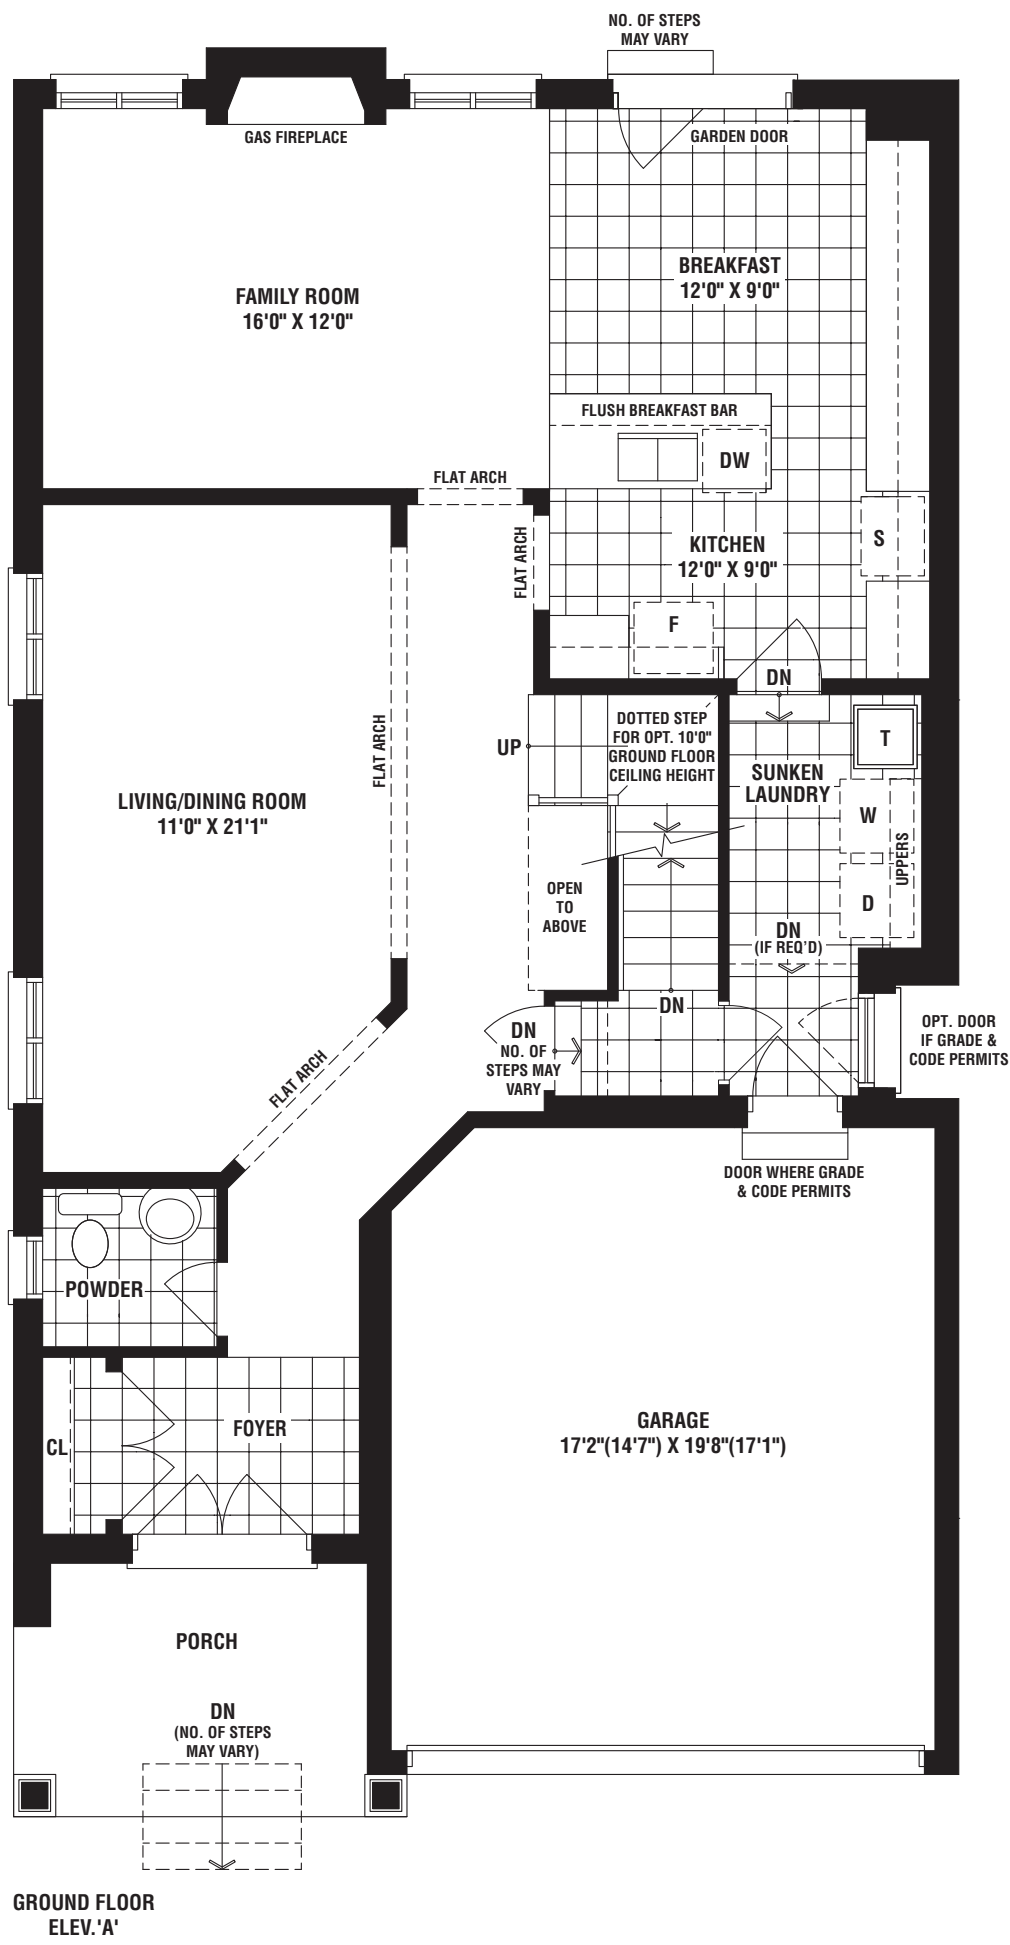 NO. OF STEPS
MAY VARY
GAS FIREPLACE
GARDEN DOOR
BREAKFAST
12'0" X 9'0"
FAMILY ROOM
16'0" X 12'0"
FLUSH BREAKFAST BAR
DW
FLAT ARCH
FLAT ARCH
KITCHEN
12'0" X 9'0"
S
F
DN
UP
DOTTED STEP
FOR OPT. 10'0"
GROUND FLOOR
CEILING HEIGHT
T
FLAT ARCH
SUNKEN
LAUNDRY
LIVING/DINING ROOM
11'0" X 21'1"
W
UPPERS
OPEN
TO
ABOVE
D
DN
(IF REQ'D)
DN
DN
NO. OF
STEPS MAY
VARY
OPT. DOOR
IF GRADE &
CODE PERMITS
FLAT ARCH
DOOR WHERE GRADE
& CODE PERMITS
POWDER
FOYER
CL
GARAGE
17'2"(14'7") X 19'8"(17'1")
PORCH
DN
(NO. OF STEPS
MAY VARY)
GROUND FLOOR
ELEV.'A'